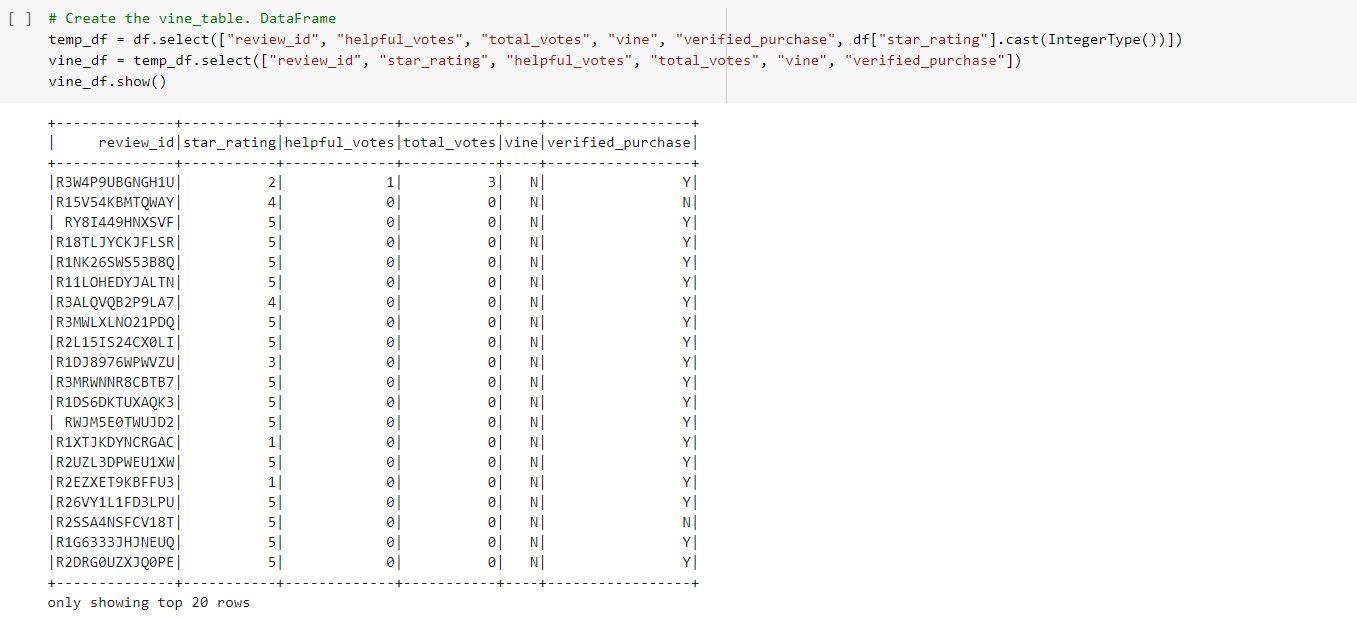 [ ] # Create the vine_table. DataFrame
temp_df = df.select(["review_id", "helpful_votes", "total_votes", "vine", "verified_purchase", df["star_rating"].cast(IntegerType())])
vine_df = temp_df.select(["review_id", "star_rating", "helpful_votes", "total_votes", "vine", "verified_purchase"])
vine_df.show()
+--------------+-----------+-------------+-----------+----+-----------------+
|     review_id|star_rating|helpful_votes|total_votes|vine|verified_purchase|
+--------------+-----------+-------------+-----------+----+-----------------+
|R3W4P9UBGNGH1U|          2|            1|          3|   N|                Y|
|R15V54KBMTQWAY|          4|            0|          0|   N|                N|
| RY8I449HNXSVF|          5|            0|          0|   N|                Y|
|R18TLJYCKJFLSR|          5|            0|          0|   N|                Y|
|R1NK26SWS53B8Q|          5|            0|          0|   N|                Y|
|R11LOHEDYJALTN|          5|            0|          0|   N|                Y|
|R3ALQVQB2P9LA7|          4|            0|          0|   N|                Y|
|R3MWLXLNO21PDQ|          5|            0|          0|   N|                Y|
|R2L15IS24CX0LI|          5|            0|          0|   N|                Y|
|R1DJ8976WPWVZU|          3|            0|          0|   N|                Y|
|R3MRWNNR8CBTB7|          5|            0|          0|   N|                Y|
|R1DS6DKTUXAQK3|          5|            0|          0|   N|                Y|
| RWJM5E0TWUJD2|          5|            0|          0|   N|                Y|
|R1XTJKDYNCRGAC|          1|            0|          0|   N|                Y|
|R2UZL3DPWEU1XW|          5|            0|          0|   N|                Y|
|R2EZXET9KBFFU3|          1|            0|          0|   N|                Y|
|R26VY1L1FD3LPU|          5|            0|          0|   N|                Y|
|R2SSA4NSFCV18T|          5|            0|          0|   N|                N|
|R1G6333JHJNEUQ|          5|            0|          0|   N|                Y|
|R2DRG0UZXJQ0PE|          5|            0|          0|   N|                Y|
+--------------+-----------+-------------+-----------+----+-----------------+
only showing top 20 rows